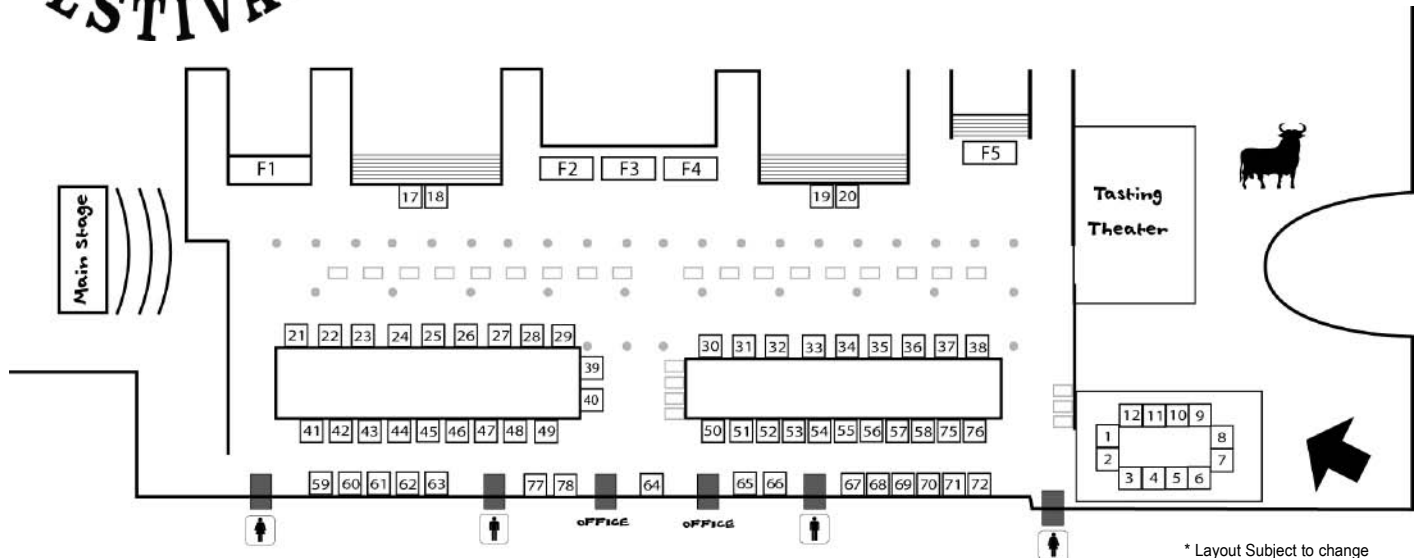 ESTIVA
F1
F2 F3 F4
F5
17 18
19 20
Main stage
Tasting
Theater
21 22 23 24 25 26 27 28 29
30 31 32 33 34 35 36 37 38
39
40
41 42 43 44 45 46 47 48 49
50 51 52 53 54 55 56 57 58 75 76
12 11 10 9
1
2
8
7
3 4 5 6
59 60 61 62 63
77 78
64
65 66
67 68 69 70 71 72
OFFICE
OFFICE
* Layout Subject to change